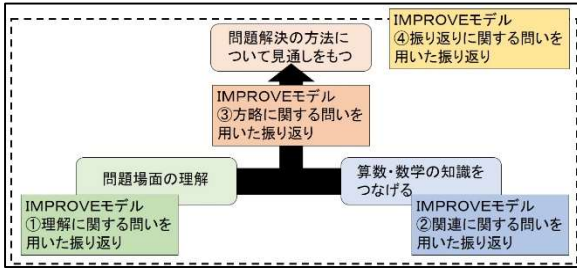 問題解決の方法に
ついて見通しをもつ
IMPROVEモデル
④振り返りに関する問いを
用いた振り返り
IMPROVEモデル
③方略に関する問いを
用いた振り返り
問題場面の理解
算数・数学の知識を
つなげる
IMPROVEモデル
①理解に関する問いを
用いた振り返り
IMPROVEモデル
②関連に関する問いを
用いた振り返り